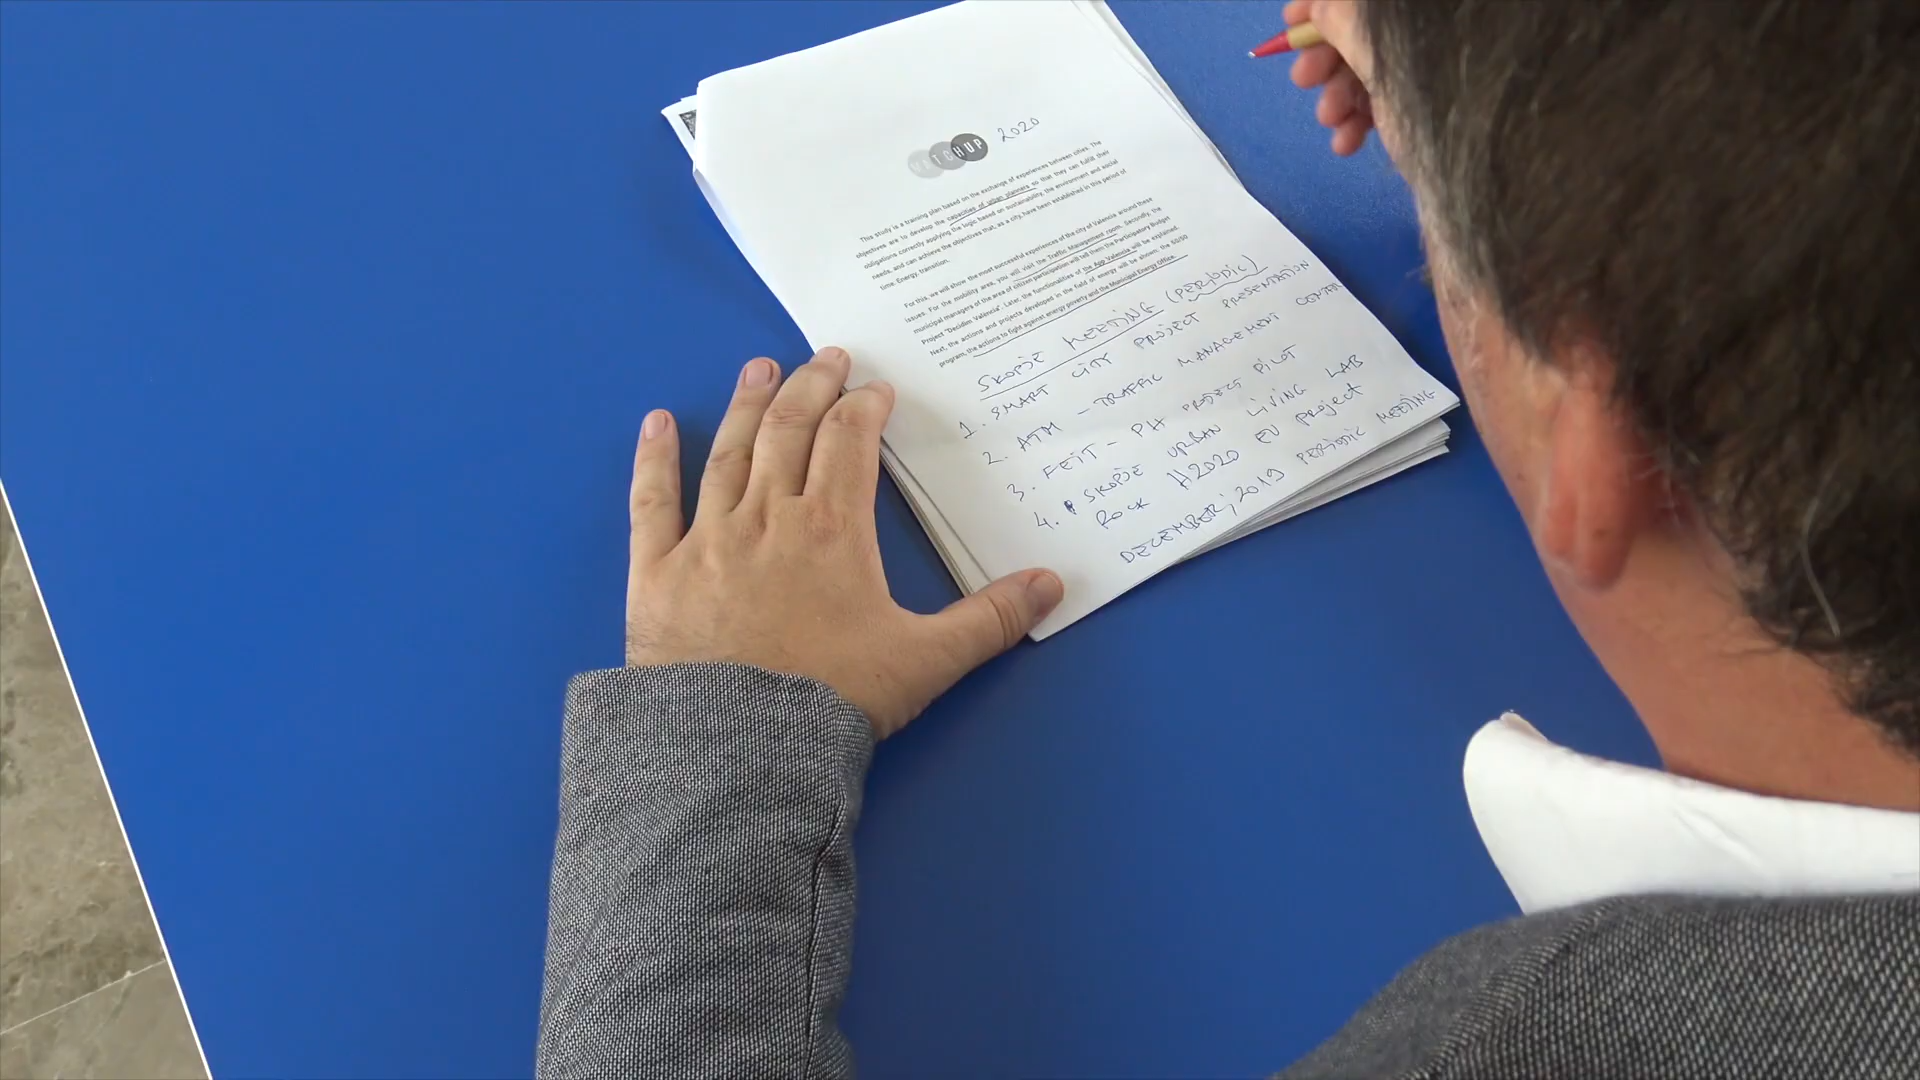 MATCHUP 2020
This study is a training plan based on the exchange of experiences between cities. The
objectives are to develop the capacities of urban planners so that they can fulfill their
obligations correctly applying the logic based on sustainability, the environment and social
needs, and can achieve the objectives that, as a city, have been established in this period of
time. Energy, transition.
For this, we will show the most successful experiences of the city of Valencia around these
issues. For the mobility area, you will visit the Traffic Management room. Secondly, the
municipal managers of the area of citizen participation will tell them the Participatory Budget
Project "Decidim Valencia". Later, the functionalities of the App Valencia will be explained.
Next, the actions and projects developed in the field of energy will be shown: the 50/50
program, the actions to fight against energy poverty and the Municipal Energy Office.
SKOPJE MEETING (PERIODIC)
1. SMART CITY PROJECT PRESENTATION
2. ATM - TRAFFIC MANAGEMENT CENTER
3. FEIT - PH PROJECT PILOT
4. SKOPJE URBAN LIVING LAB
ROCK H2020 EU project
DECEMBER, 2019 PERIODIC MEETING